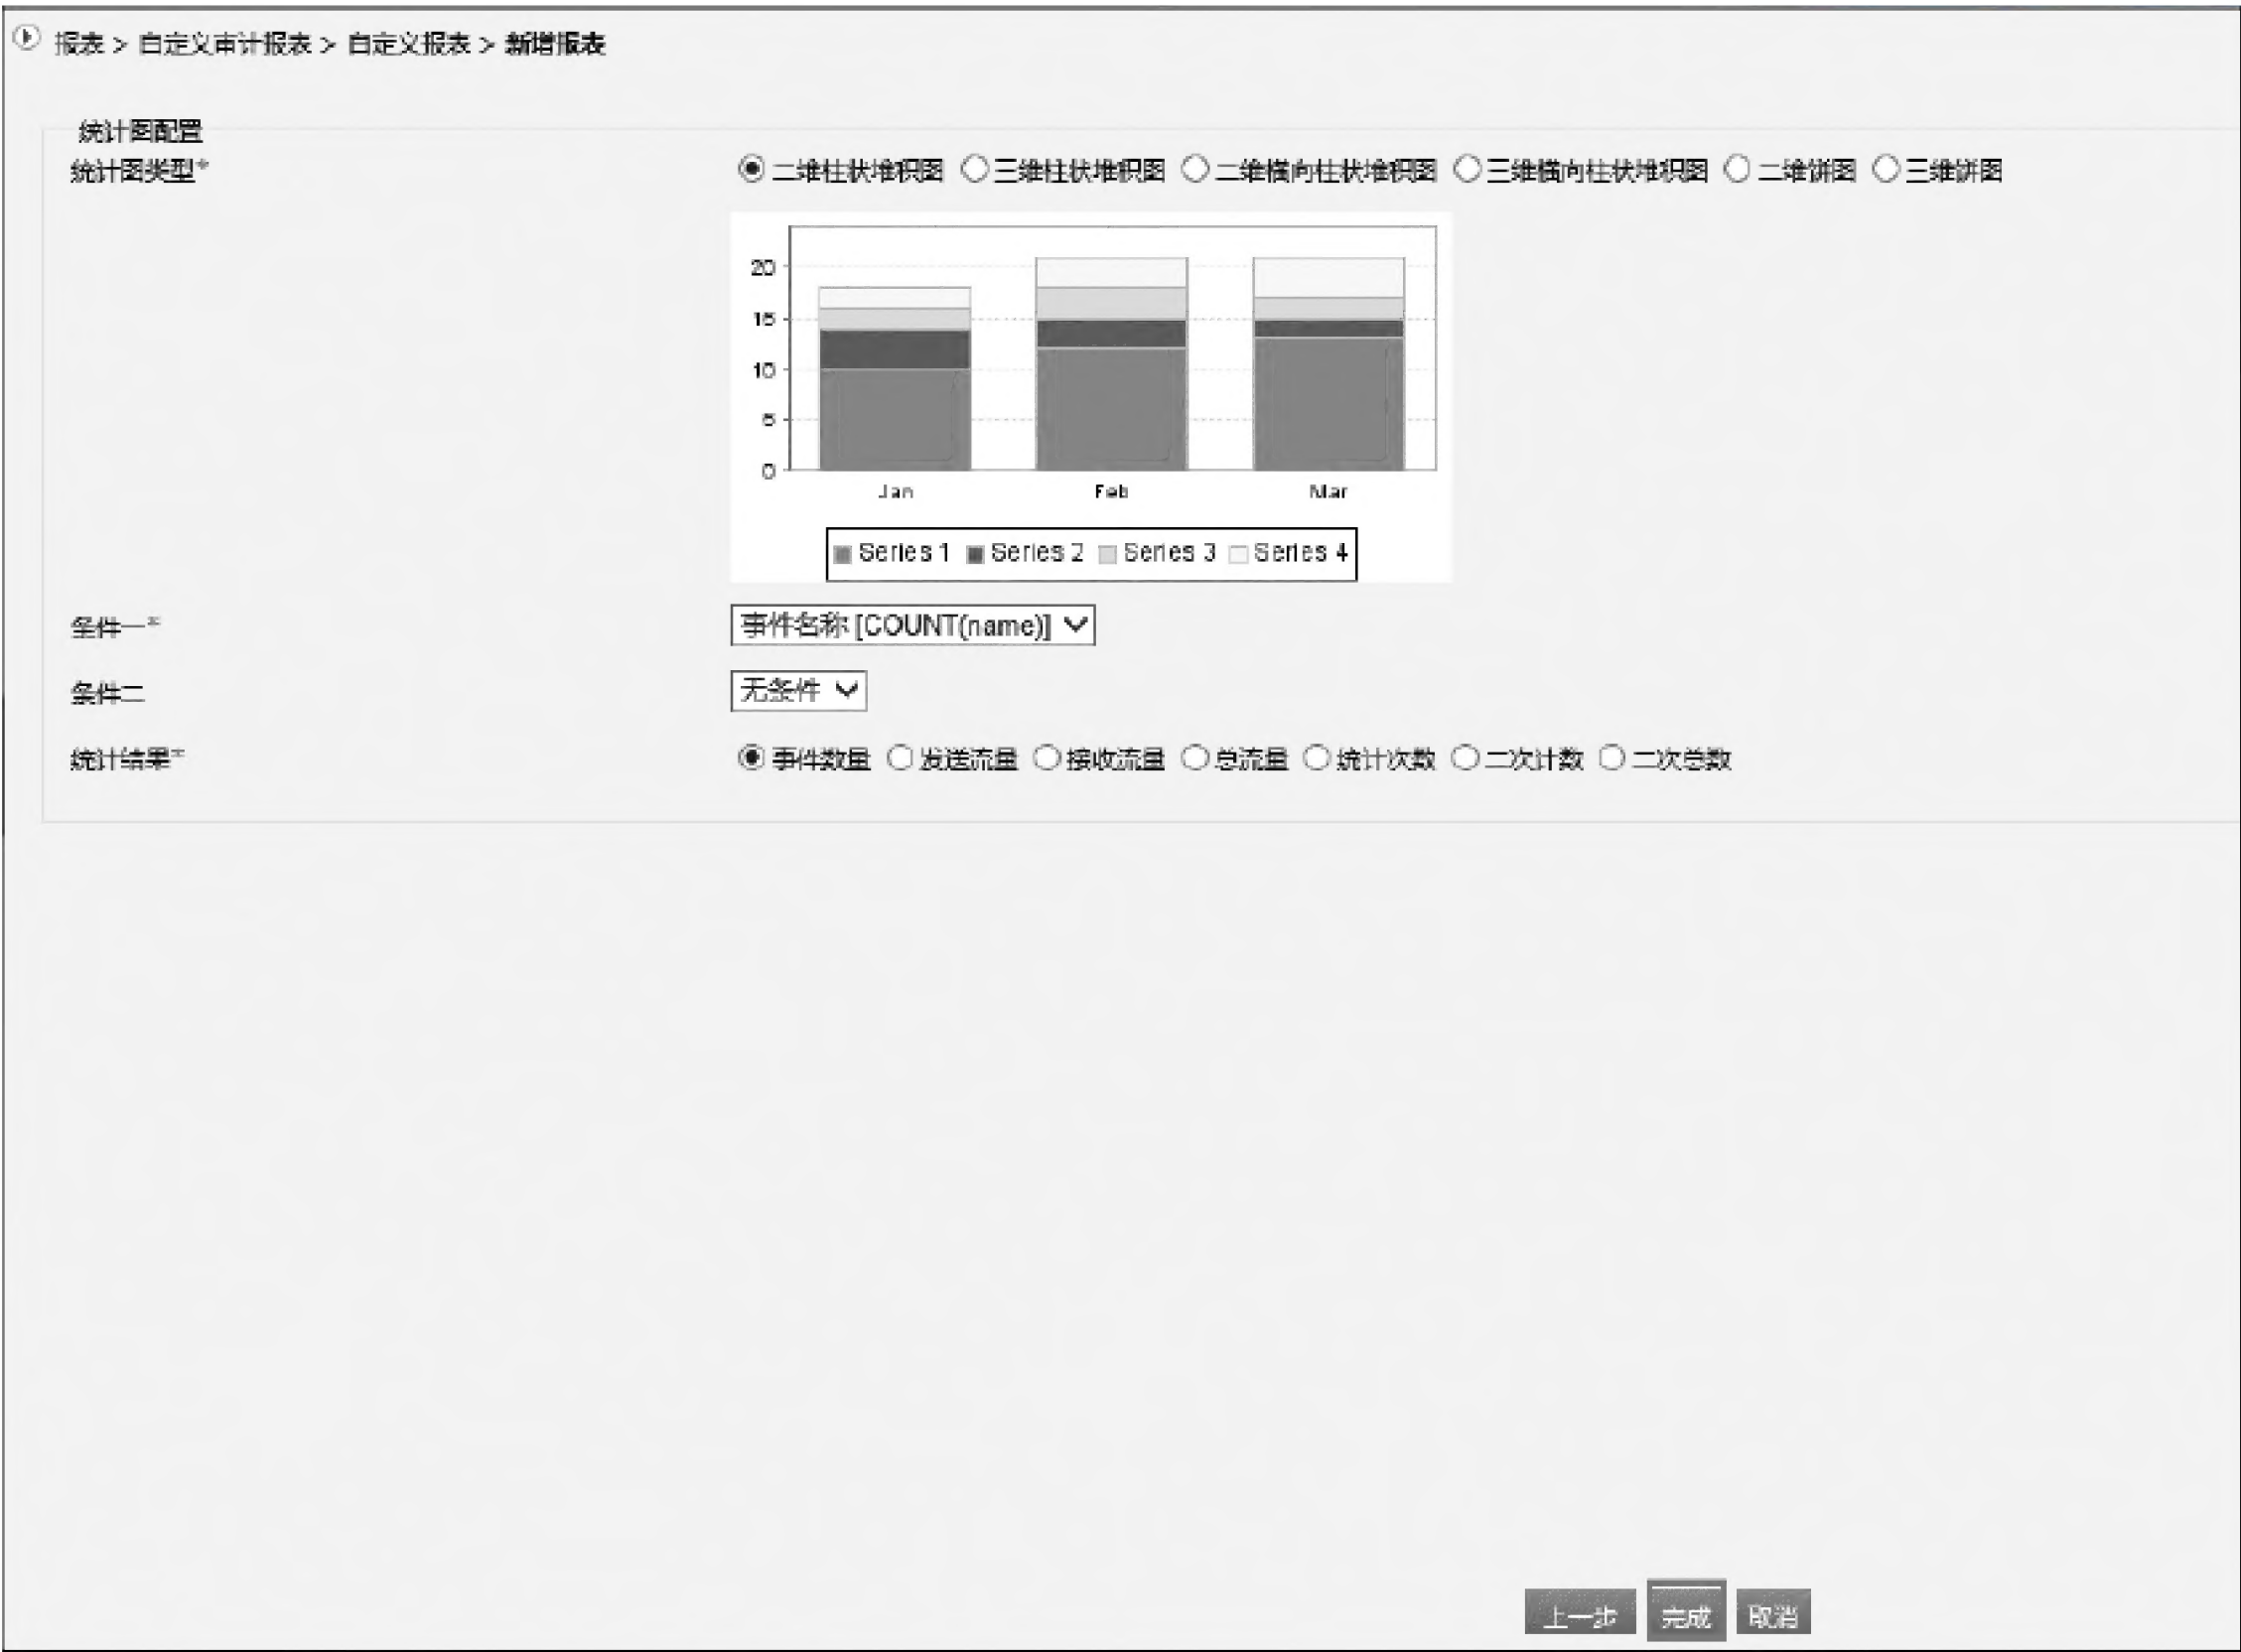 报表 > 自定义审计报表 > 自定义报表 > 新增报表
统计图配置
统计图类型* 二维柱状堆积图 三维柱状堆积图 二维横向柱状堆积图 三维横向柱状堆积图 二维饼图 三维饼图
20
15
10
5
0
Jan Feb Mar
Series 1 Series 2 Series 3 Series 4
条件一* 事件名称 [COUNT(name)]
条件二 无条件
统计结果* 事件数量 发送流量 接收流量 总流量 统计次数 二次计数 二次总数
上一步 完成 取消